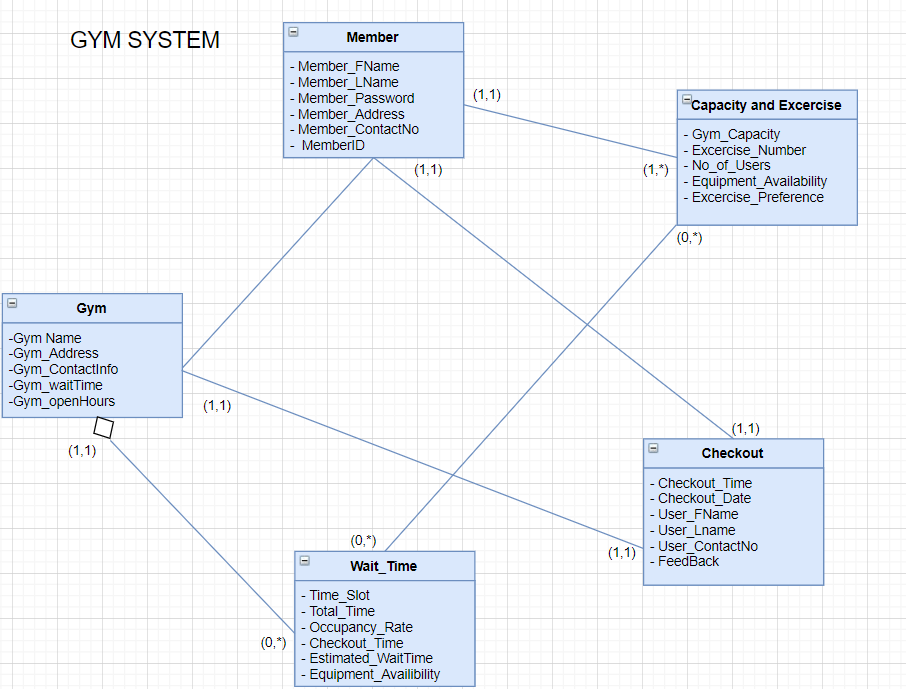 GYM SYSTEM
Member
- Member_FName
- Member_LName
- Member_Password
- Member_Address
- Member_ContactNo
- MemberID
(1,1)
(1,1)
Capacity and Excercise
- Gym_Capacity
- Excercise_Number
- No_of_Users
- Equipment_Availability
- Excercise_Preference
(1,*)
(0,*)
Gym
-Gym Name
-Gym_Address
-Gym_ContactInfo
-Gym_waitTime
-Gym_openHours
(1,1)
(1,1)
Checkout
- Checkout_Time
- Checkout_Date
- User_FName
- User_Lname
- User_ContactNo
- FeedBack
(1,1)
(1,1)
(0,*)
Wait_Time
- Time_Slot
- Total_Time
- Occupancy_Rate
- Checkout_Time
- Estimated_WaitTime
- Equipment_Availibility
(0,*)